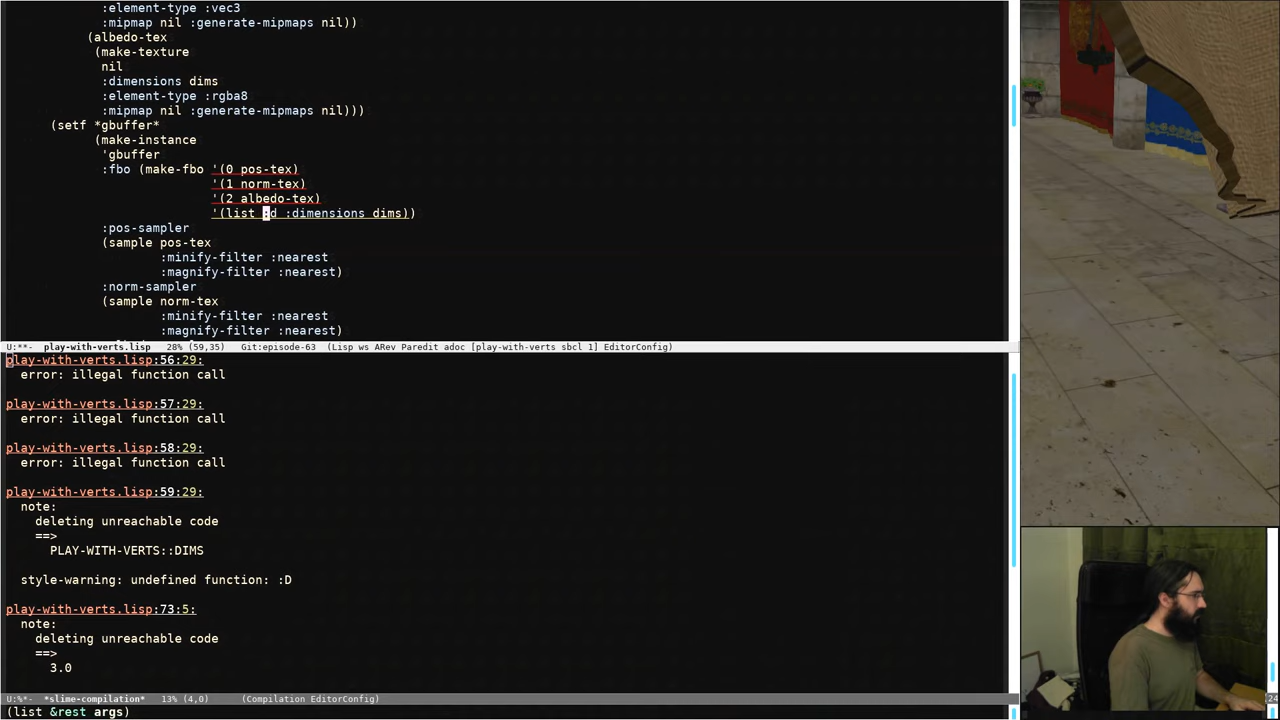 :element-type :vec3
:mipmap nil :generate-mipmaps nil))
(albedo-tex
(make-texture
nil
:dimensions dims
:element-type :rgba8
:mipmap nil :generate-mipmaps nil)))
(setf *gbuffer*
(make-instance
'gbuffer
:fbo (make-fbo '(0 pos-tex)
'(1 norm-tex)
'(2 albedo-tex)
'(list :d :dimensions dims))
:pos-sampler
(sample pos-tex
:minify-filter :nearest
:magnify-filter :nearest)
:norm-sampler
(sample norm-tex
:minify-filter :nearest
:magnify-filter :nearest)
U:**- play-with-verts.lisp 28% (59,35) Git:episode-63 (Lisp ws ARev Paredit adoc [play-with-verts sbcl 1] EditorConfig)
play-with-verts.lisp:56:29:
error: illegal function call
play-with-verts.lisp:57:29:
error: illegal function call
play-with-verts.lisp:58:29:
error: illegal function call
play-with-verts.lisp:59:29:
note:
deleting unreachable code
==>
PLAY-WITH-VERTS::DIMS
style-warning: undefined function: :D
play-with-verts.lisp:73:5:
note:
deleting unreachable code
==>
3.0
U:%*- *slime-compilation* 13% (4,0) (Compilation EditorConfig)
(list &rest args)
24